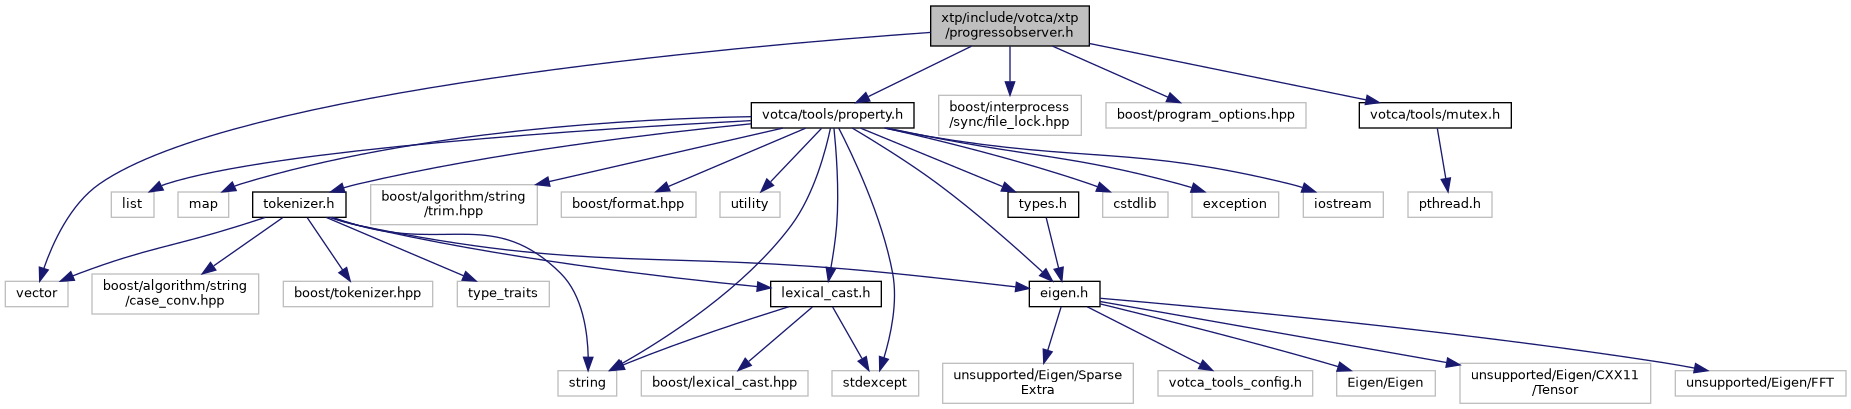 xtp/include/votca/xtp
/progressobserver.h
votca/tools/property.h
boost/interprocess
/sync/file_lock.hpp
boost/program_options.hpp
votca/tools/mutex.h
list
map
tokenizer.h
boost/algorithm/string
/trim.hpp
boost/format.hpp
utility
types.h
cstdlib
exception
iostream
pthread.h
vector
boost/algorithm/string
/case_conv.hpp
boost/tokenizer.hpp
type_traits
lexical_cast.h
eigen.h
string
boost/lexical_cast.hpp
stdexcept
unsupported/Eigen/Sparse
Extra
votca_tools_config.h
Eigen/Eigen
unsupported/Eigen/CXX11
/Tensor
unsupported/Eigen/FFT